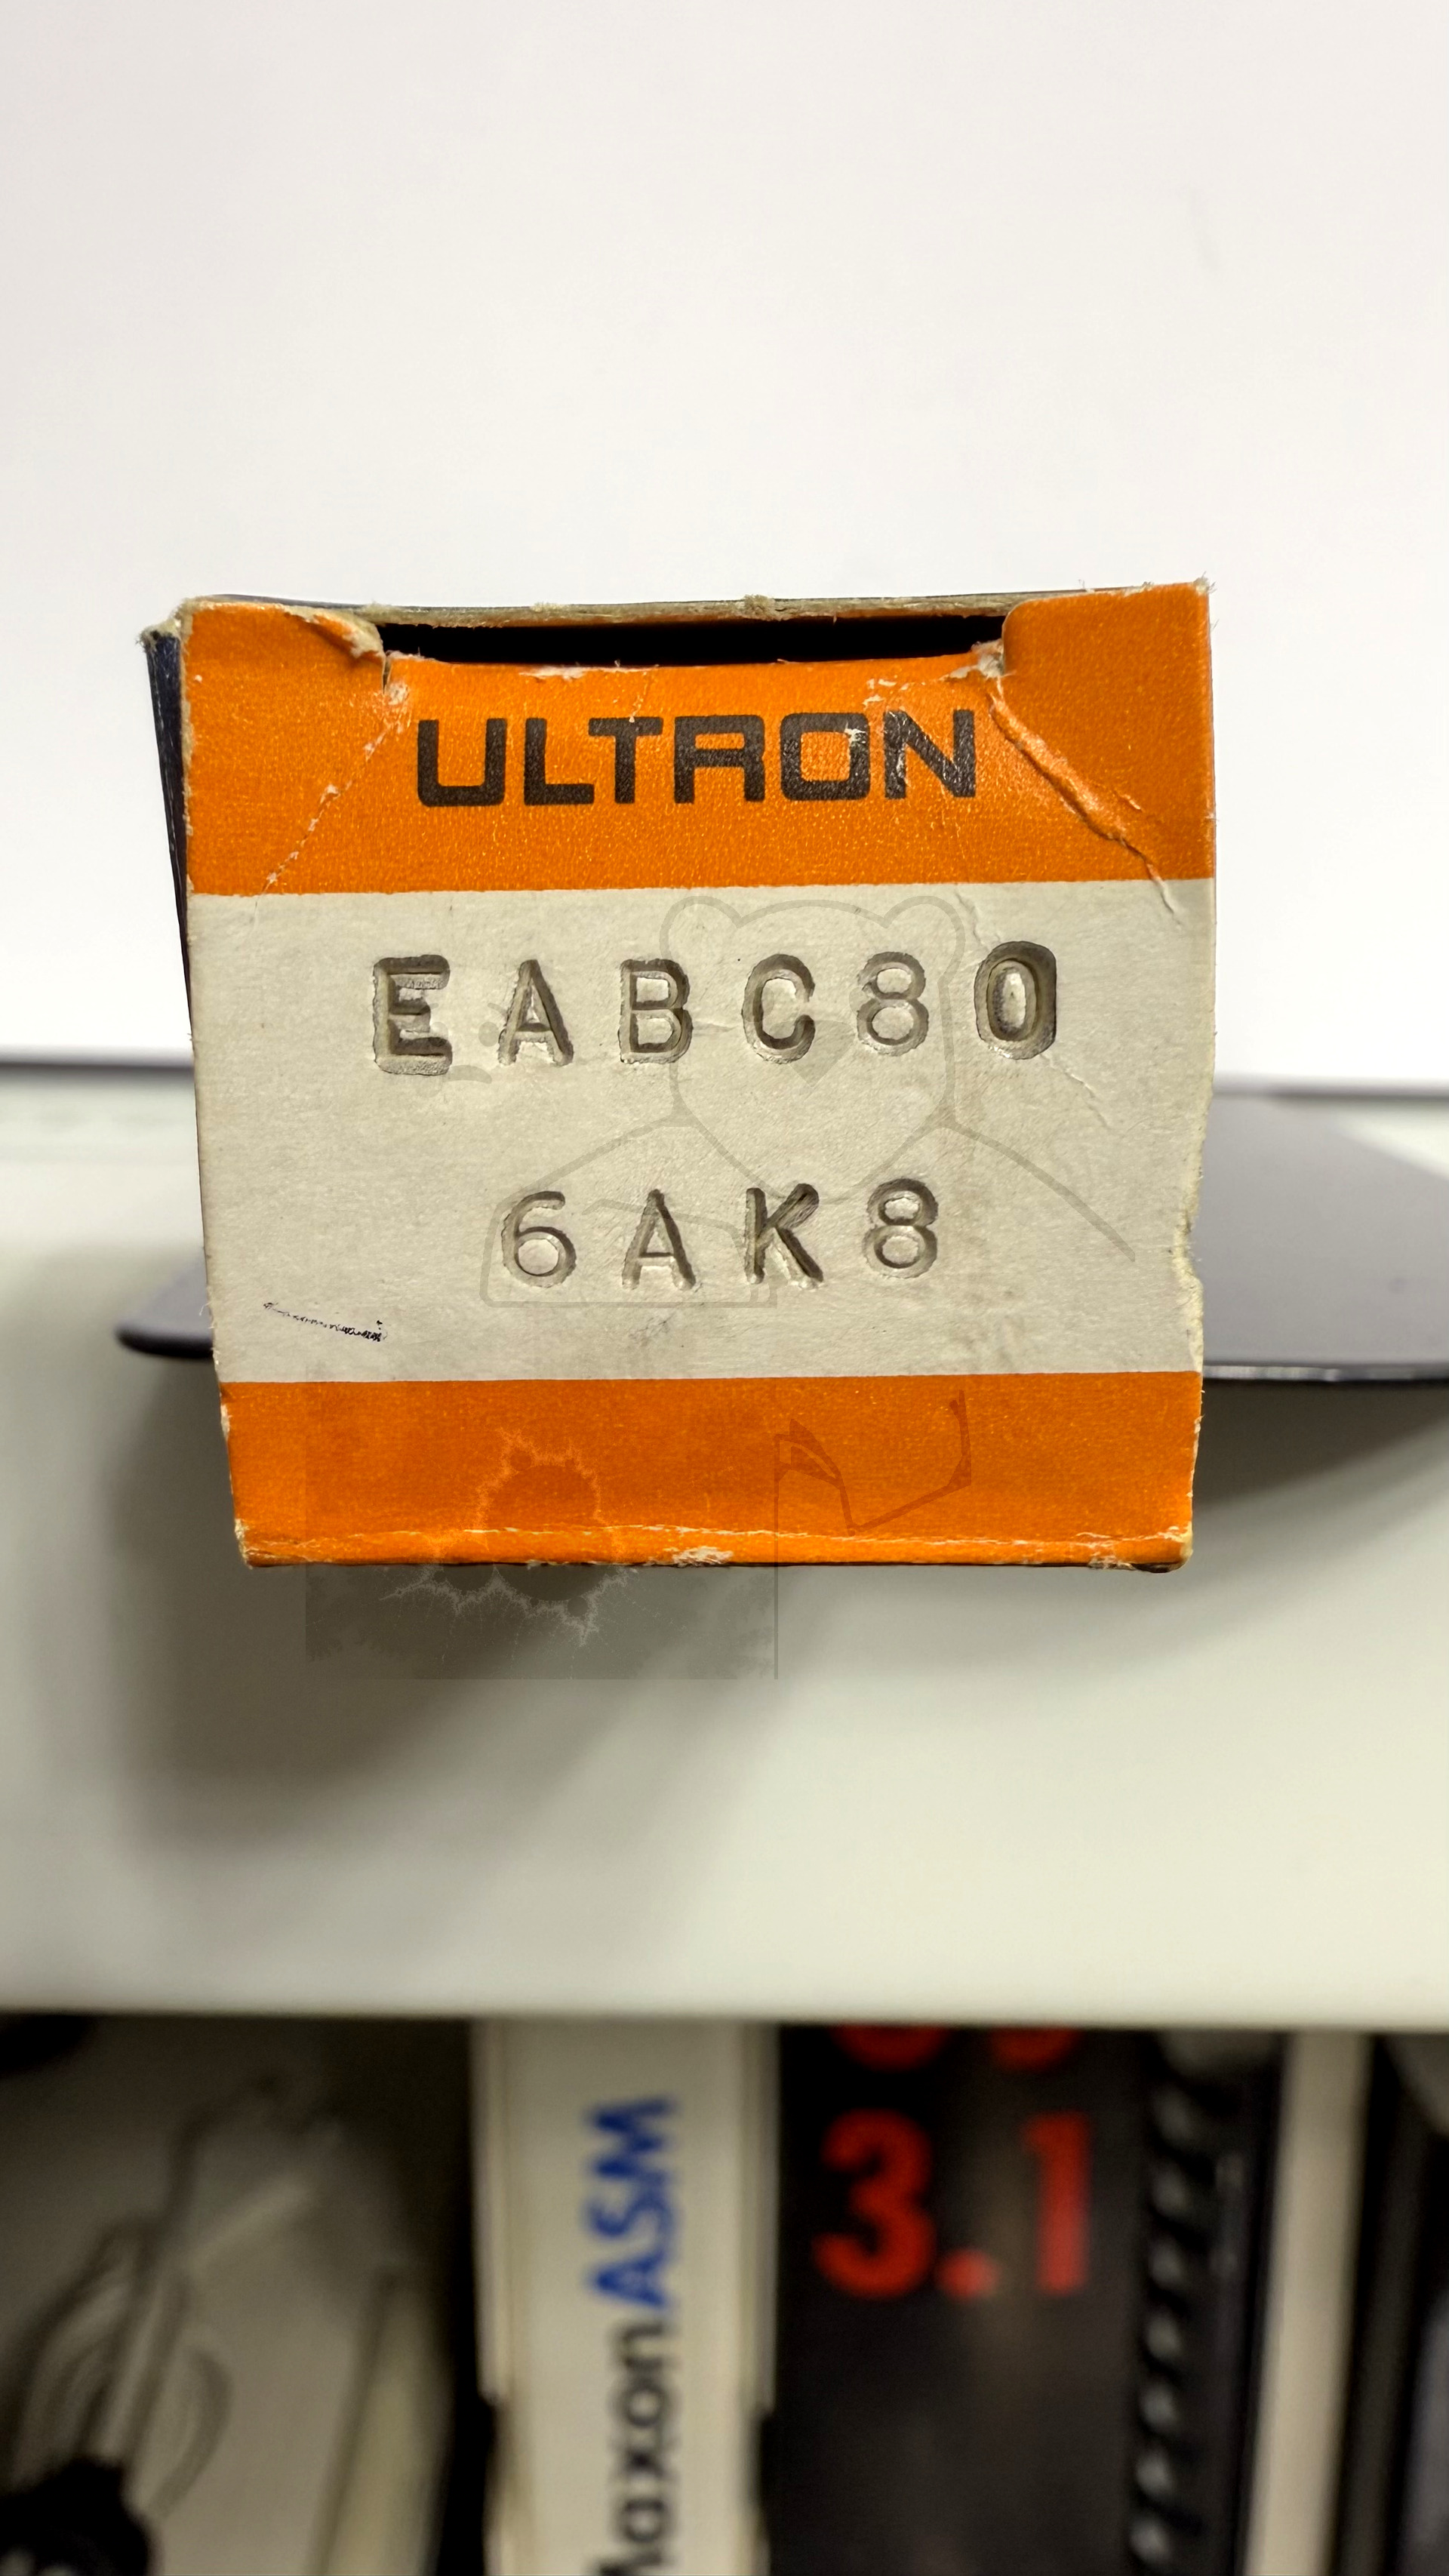 ULTRON
EABC80
6AK8
MaxonASM
3.1